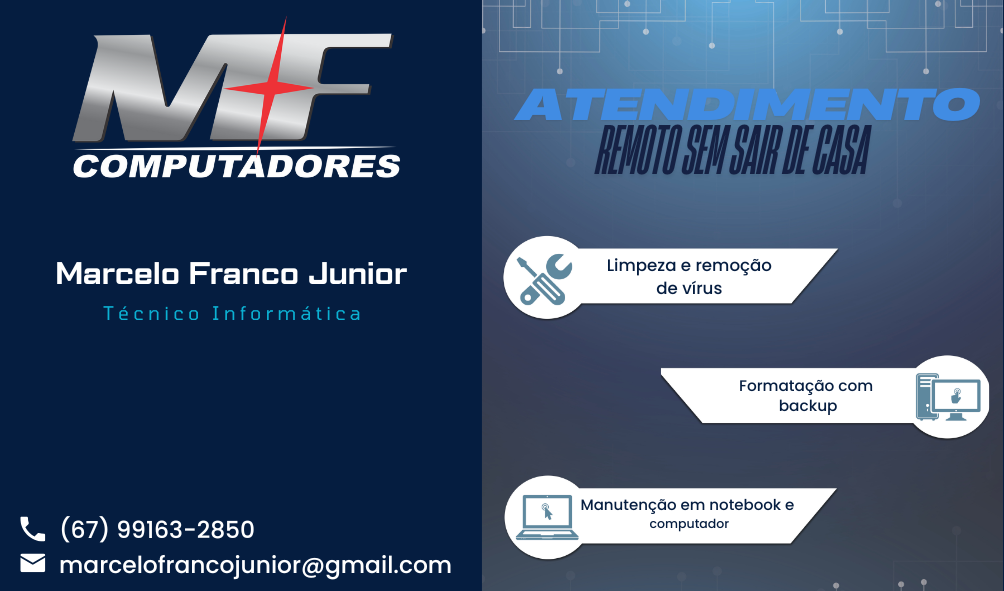 MF
COMPUTADORES
Marcelo Franco Junior
Técnico Informática
(67) 99163-2850
marcelofrancojunior@gmail.com
ATENDIMENTO
REMOTO SEM SAIR DE CASA
Limpeza e remoção
de vírus
Formatação com
backup
Manutenção em notebook e
computador